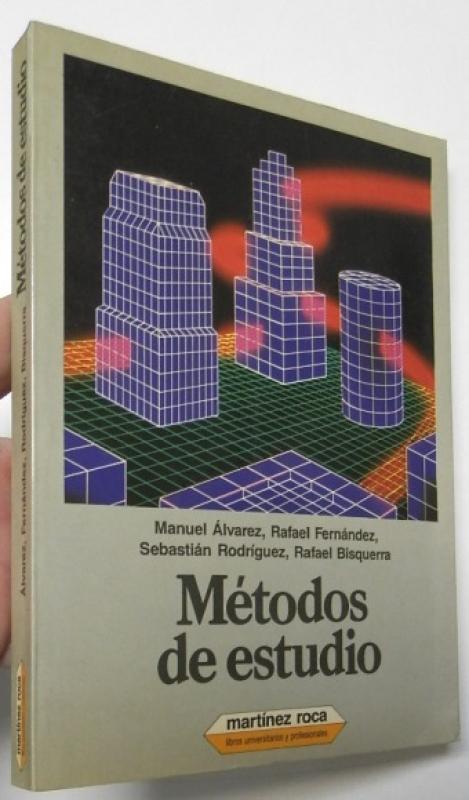 Manuel Álvarez, Rafael Fernández,
Sebastián Rodríguez, Rafael Bisquerra
Métodos
de estudio
martínez roca
libros universitarios y profesionales
Álvarez, Fernández, Rodríguez, Bisquerra Métodos de estudio
martínez roca